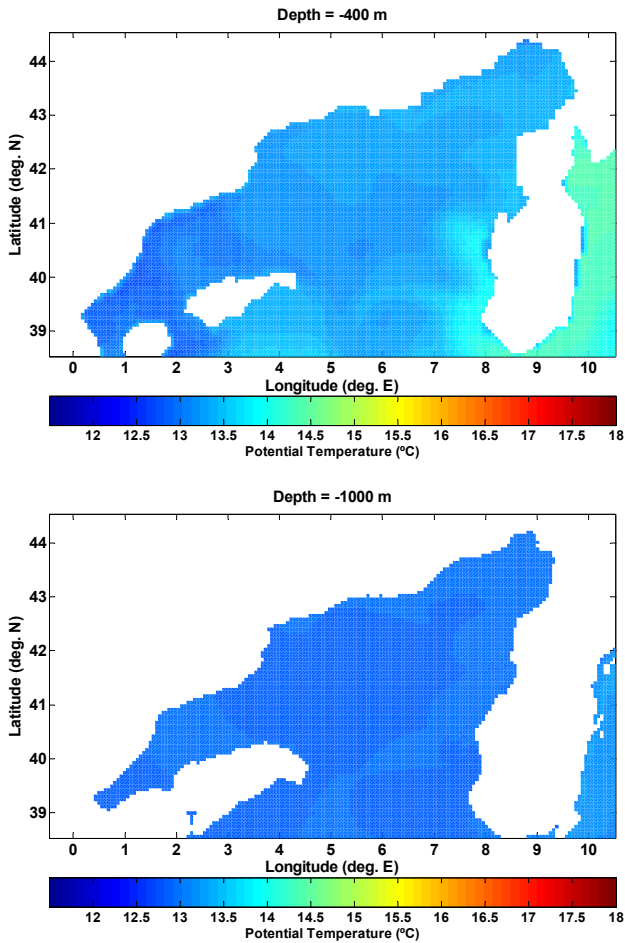 Depth = -400 m
44
43
42
41
40
39
Latitude (deg. N)
0 1 2 3 4 5 6 7 8 9 10
Longitude (deg. E)
12 12.5 13 13.5 14 14.5 15 15.5 16 16.5 17 17.5 18
Potential Temperature (ºC)
Depth = -1000 m
44
43
42
41
40
39
Latitude (deg. N)
0 1 2 3 4 5 6 7 8 9 10
Longitude (deg. E)
12 12.5 13 13.5 14 14.5 15 15.5 16 16.5 17 17.5 18
Potential Temperature (ºC)